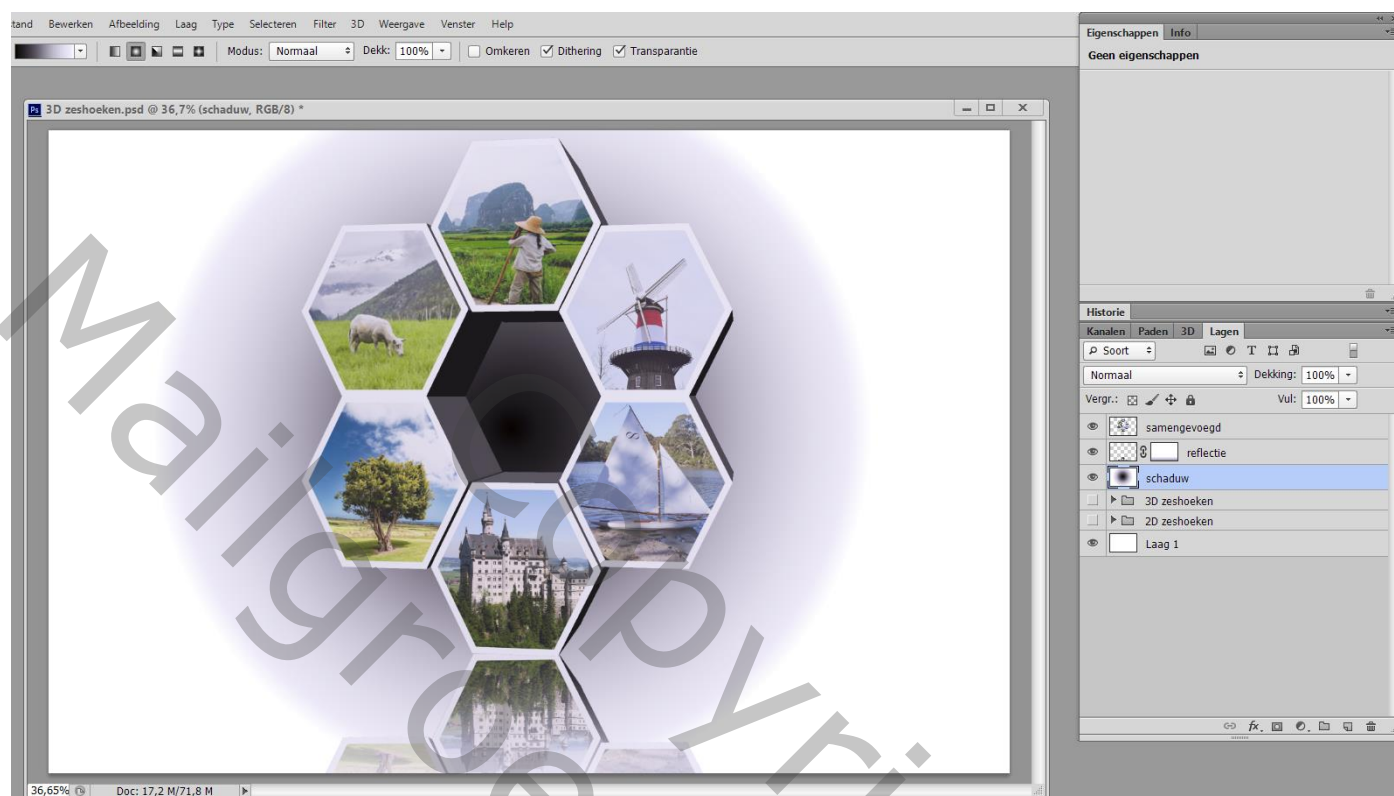 tand Bewerken Afbeelding Laag Type Selecteren Filter 3D Weergave Venster Help
Modus: Normaal Dekk: 100% Omkeren Dithering Transparantie
Ps 3D zeshoeken.psd @ 36,7% (schaduw, RGB/8) *
Eigenschappen Info
Geen eigenschappen
Historie
Kanalen Paden 3D Lagen
Soort
Normaal Dekking: 100%
Vergr.: Vul: 100%
samengevoegd
reflectie
schaduw
3D zeshoeken
2D zeshoeken
Laag 1
fx.
36,65% Doc: 17,2 M/71,8 M